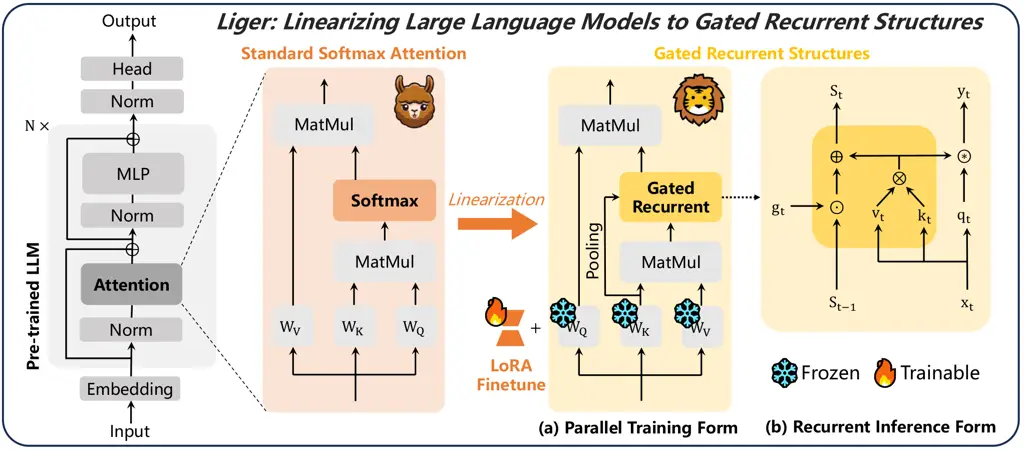 Liger: Linearizing Large Language Models to Gated Recurrent Structures
Output
Head
Norm
N ×
MLP
Norm
Attention
Norm
Embedding
Input
Pre-trained LLM
Standard Softmax Attention
MatMul
Softmax
MatMul
W_V
W_K
W_Q
Linearization
LoRA
Finetune
+
Gated Recurrent Structures
MatMul
Gated
Recurrent
Pooling
MatMul
W_Q
W_K
W_V
(a) Parallel Training Form
S_t
y_t
g_t
v_t
k_t
q_t
S_{t−1}
x_t
Frozen
Trainable
(b) Recurrent Inference Form